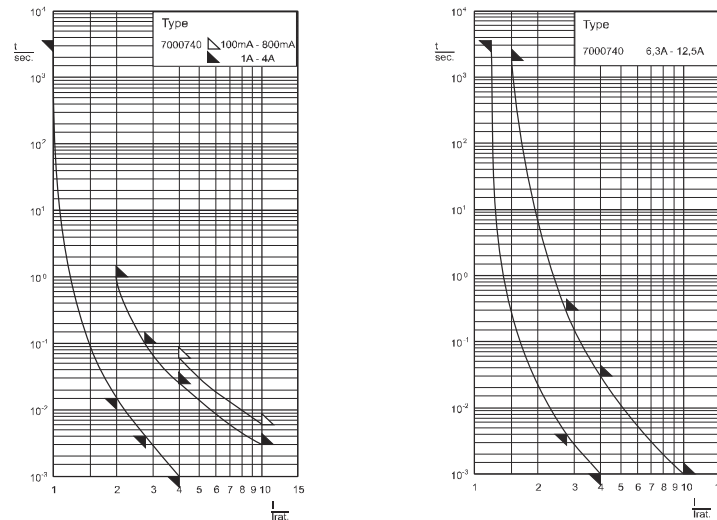 Type
7000740 100mA - 800mA
1A - 4A
t
sec.
10⁴
10³
10²
10¹
10⁰
10⁻¹
10⁻²
10⁻³
1 2 3 4 5 6 7 8 9 10 15
I
Irat.
Type
7000740 6,3A - 12,5A
t
sec.
10⁴
10³
10²
10¹
10⁰
10⁻¹
10⁻²
10⁻³
1 2 3 4 5 6 7 8 9 10
I
Irat.